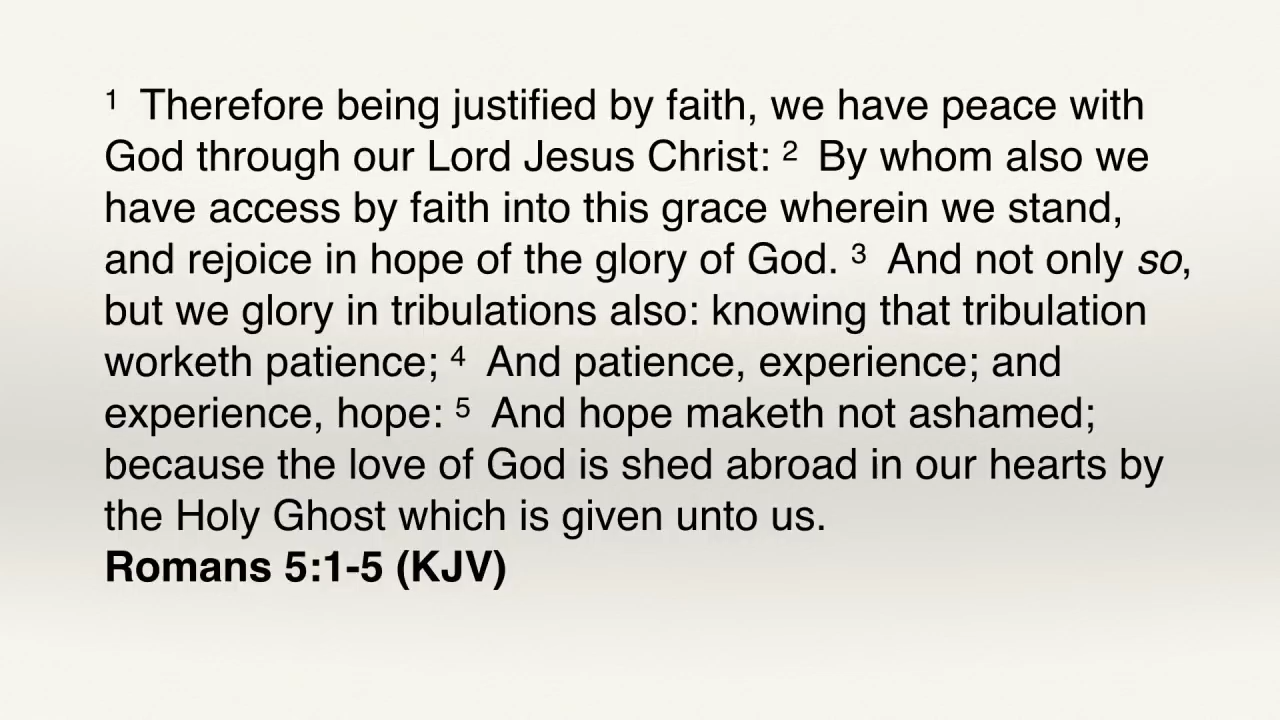 1 Therefore being justified by faith, we have peace with
God through our Lord Jesus Christ: 2 By whom also we
have access by faith into this grace wherein we stand,
and rejoice in hope of the glory of God. 3 And not only so,
but we glory in tribulations also: knowing that tribulation
worketh patience; 4 And patience, experience; and
experience, hope: 5 And hope maketh not ashamed;
because the love of God is shed abroad in our hearts by
the Holy Ghost which is given unto us.
Romans 5:1-5 (KJV)